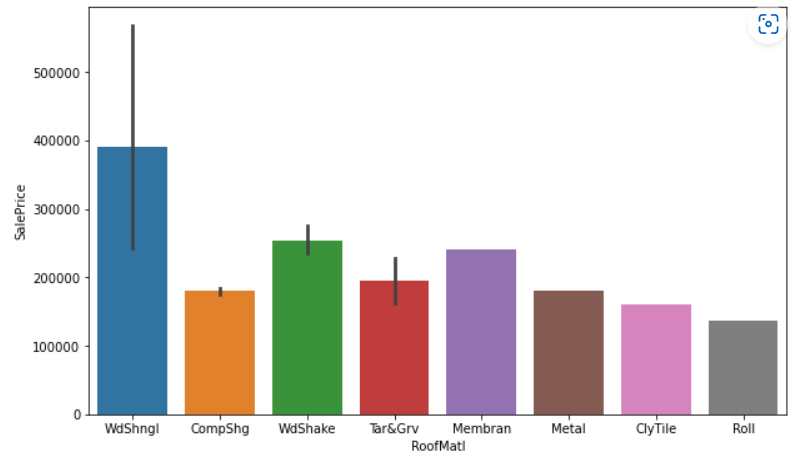 500000
400000
300000
200000
100000
0
SalePrice
WdShngl CompShg WdShake Tar&Grv Membran Metal ClyTile Roll
RoofMatl